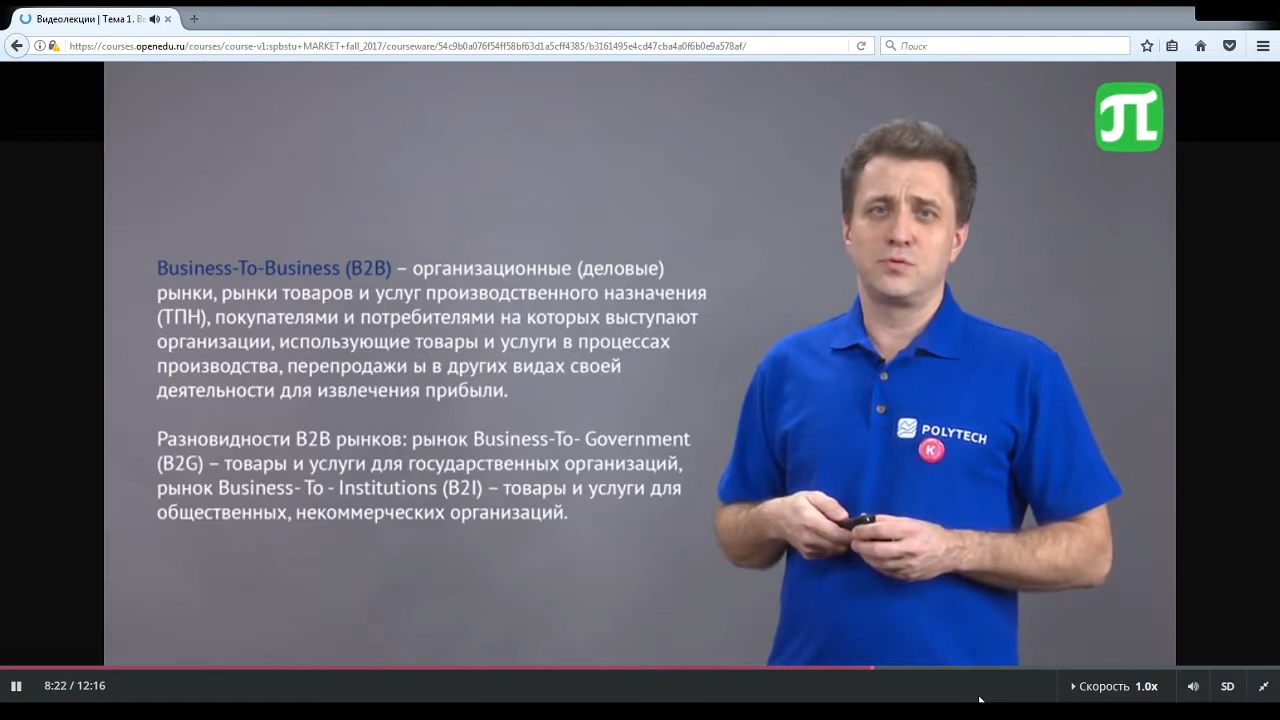 Видеолекции | Тема 1. В
https://courses.openedu.ru/courses/course-v1:spbstu+MARKET+fall_2017/courseware/54c9b0a076f54ff58bf63d1a5cff4385/b3161495e4cd47cba4a0f6b0e9a578af/
Поиск
Business-To-Business (B2B) – организационные (деловые)
рынки, рынки товаров и услуг производственного назначения
(ТПН), покупателями и потребителями на которых выступают
организации, использующие товары и услуги в процессах
производства, перепродажи ы в других видах своей
деятельности для извлечения прибыли.
Разновидности B2B рынков: рынок Business-To- Government
(B2G) – товары и услуги для государственных организаций,
рынок Business- To - Institutions (B2I) – товары и услуги для
общественных, некоммерческих организаций.
POLYTECH
K
8:22 / 12:16
Скорость 1.0x
SD